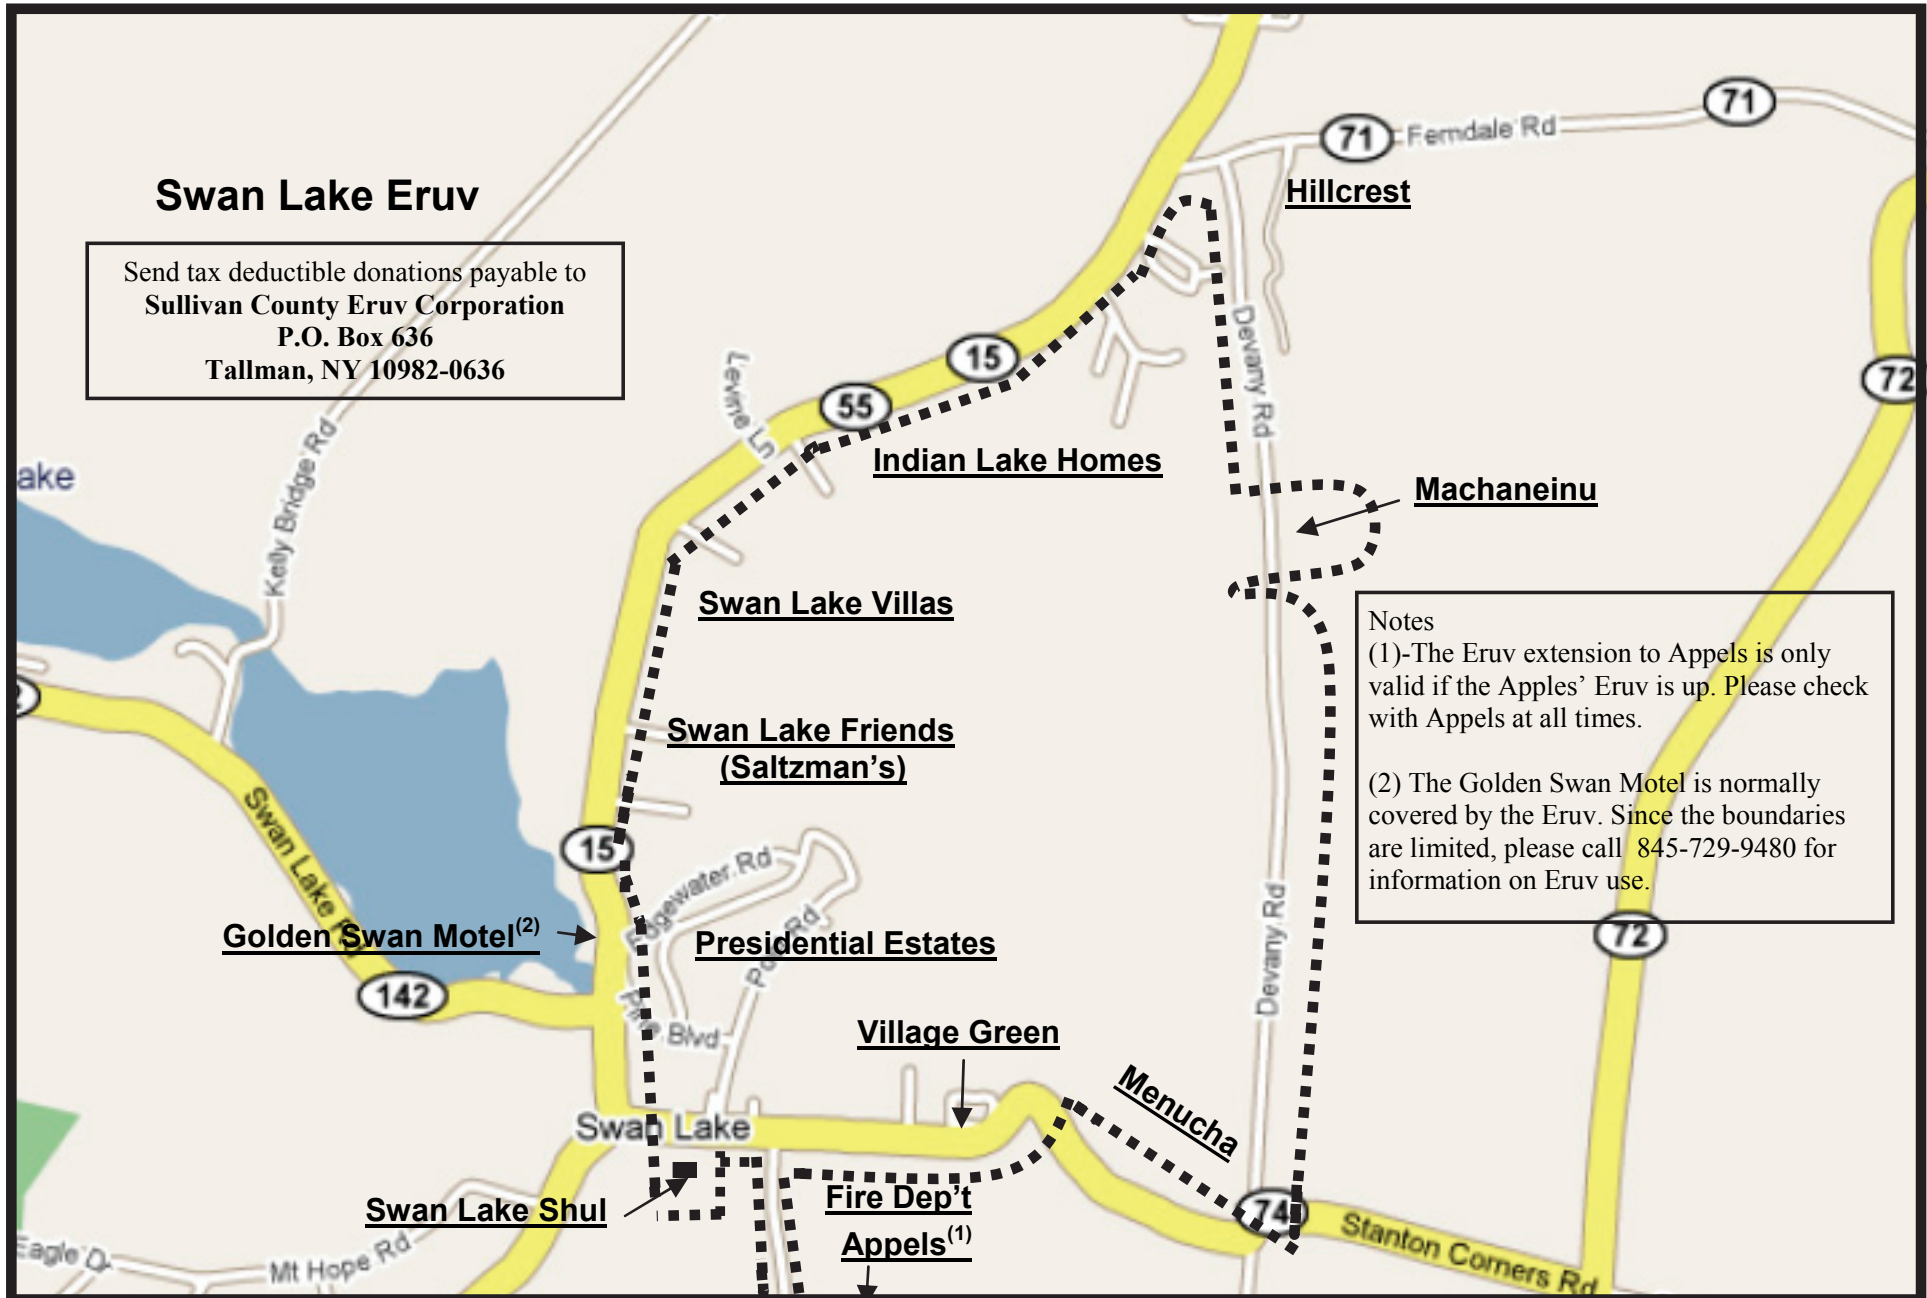 71
71
Ferndale Rd
Hillcrest
Swan Lake Eruv
Send tax deductible donations payable to
Sullivan County Eruv Corporation
P.O. Box 636
Tallman, NY 10982-0636
Devany Rd
15
55
72
Levine Ln
Kelly Bridge Rd
ake
Indian Lake Homes
Machaneinu
Swan Lake Villas
Notes
(1)-The Eruv extension to Appels is only
valid if the Apples’ Eruv is up. Please check
with Appels at all times.
(2) The Golden Swan Motel is normally
covered by the Eruv. Since the boundaries
are limited, please call 845-729-9480 for
information on Eruv use.
Swan Lake Friends
(Saltzman’s)
2
Swan Lake Rd
15
Edgewater Rd
Golden Swan Motel(2)
Presidential Estates
Devany Rd
72
142
Pine Blvd
Village Green
Menucha
Swan Lake
Swan Lake Shul
Fire Dep’t
Appels(1)
74
Stanton Corners Rd
Eagle D
Mt Hope Rd